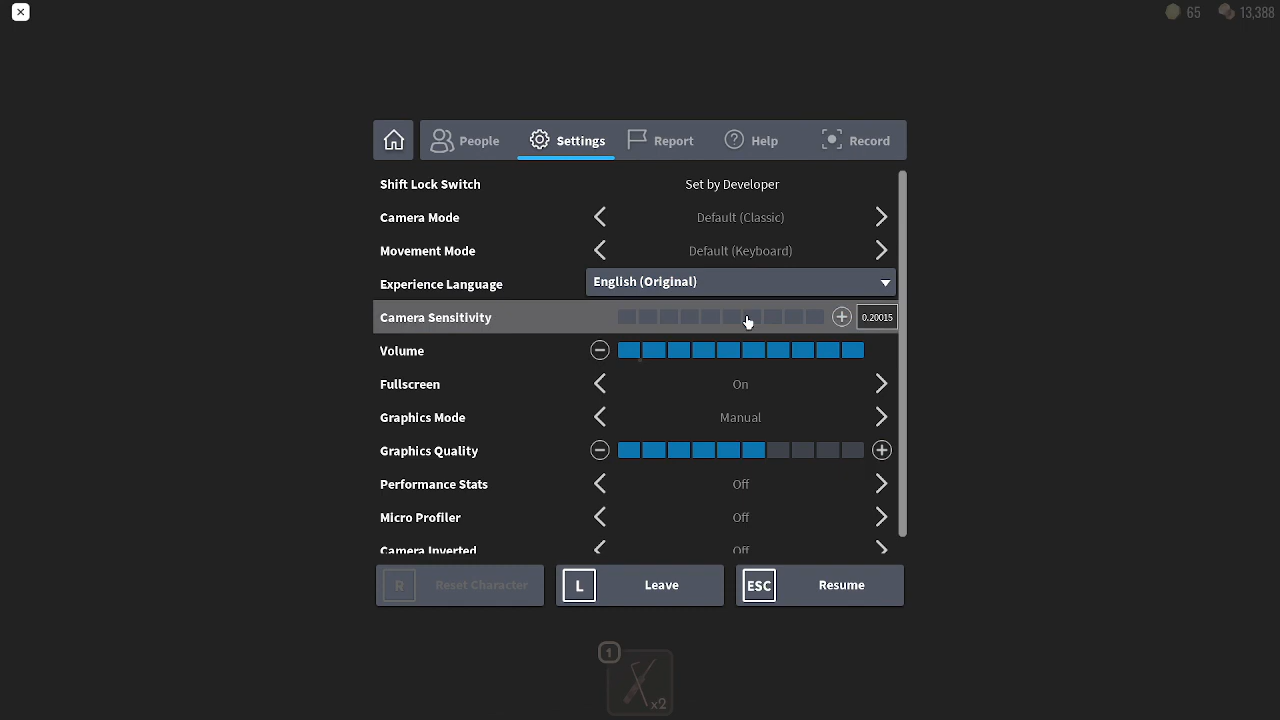 65 13,388
People Settings Report Help Record
Shift Lock Switch Set by Developer
Camera Mode Default (Classic)
Movement Mode Default (Keyboard)
Experience Language English (Original)
Camera Sensitivity 0.20015
Volume
Fullscreen On
Graphics Mode Manual
Graphics Quality
Performance Stats Off
Micro Profiler Off
Camera Inverted Off
R Reset Character L Leave ESC Resume
1
x2